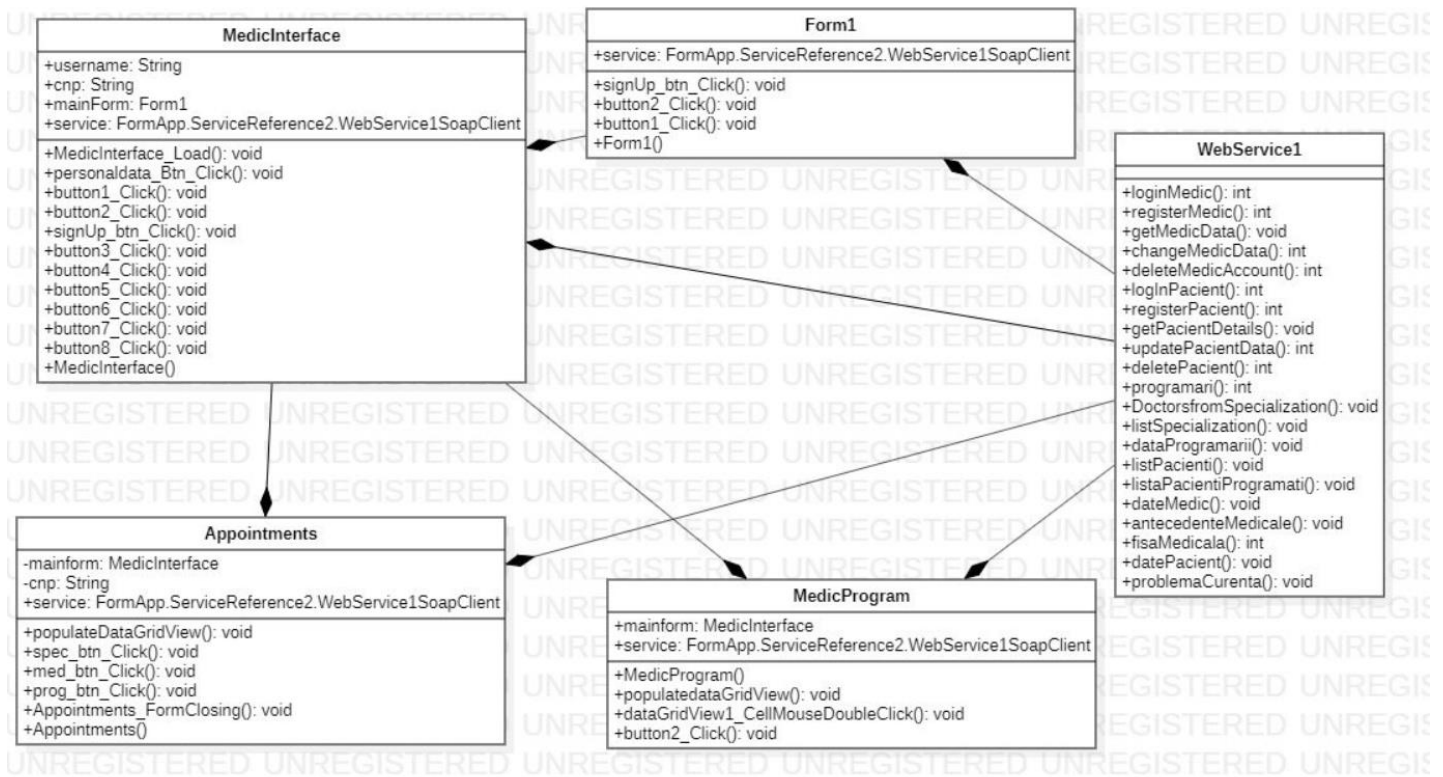 MedicInterface
+username: String
+cnp: String
+mainForm: Form1
+service: FormApp.ServiceReference2.WebService1SoapClient
+MedicInterface_Load(): void
+personaldata_Btn_Click(): void
+button1_Click(): void
+button2_Click(): void
+signUp_btn_Click(): void
+button3_Click(): void
+button4_Click(): void
+button5_Click(): void
+button6_Click(): void
+button7_Click(): void
+button8_Click(): void
+MedicInterface()
Form1
+service: FormApp.ServiceReference2.WebService1SoapClient
+signUp_btn_Click(): void
+button2_Click(): void
+button1_Click(): void
+Form1()
WebService1
+loginMedic(): int
+registerMedic(): int
+getMedicData(): void
+changeMedicData(): int
+deleteMedicAccount(): int
+logInPacient(): int
+registerPacient(): int
+getPacientDetails(): void
+updatePacientData(): int
+deletePacient(): int
+programari(): int
+DoctorsfromSpecialization(): void
+listSpecialization(): void
+dataProgramarii(): void
+listPacienti(): void
+listaPacientiProgramati(): void
+dateMedic(): void
+antecedenteMedicale(): void
+fisaMedicala(): int
+datePacient(): void
+problemaCurenta(): void
Appointments
-mainform: MedicInterface
-cnp: String
+service: FormApp.ServiceReference2.WebService1SoapClient
+populateDataGridView(): void
+spec_btn_Click(): void
+med_btn_Click(): void
+prog_btn_Click(): void
+Appointments_FormClosing(): void
+Appointments()
MedicProgram
+mainform: MedicInterface
+service: FormApp.ServiceReference2.WebService1SoapClient
+MedicProgram()
+populatedataGridView(): void
+dataGridView1_CellMouseDoubleClick(): void
+button2_Click(): void
UNREGISTERED UNREGISTERED UNREGISTERED UNREGISTERED